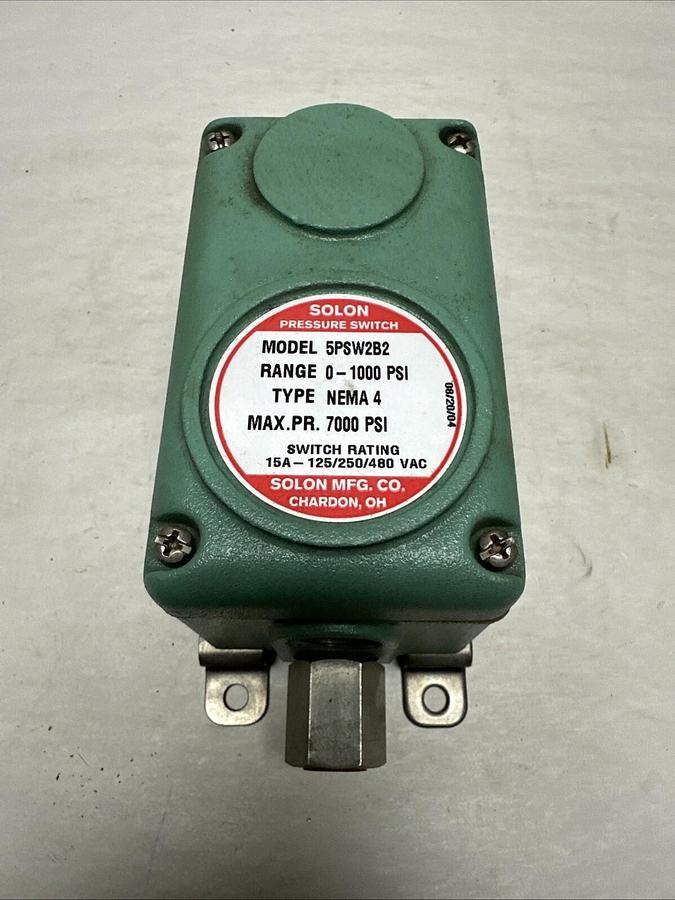 SOLON
PRESSURE SWITCH
MODEL 5PSW2B2
RANGE 0-1000 PSI
TYPE NEMA 4
MAX.PR. 7000 PSI
08/20/04
SWITCH RATING
15A-125/250/480 VAC
SOLON MFG. CO.
CHARDON, OH